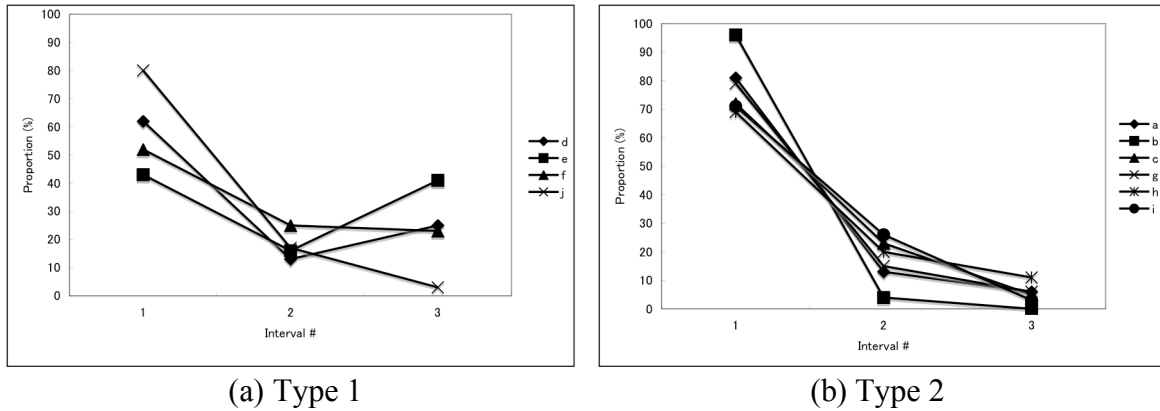 100
90
80
70
60
50
40
30
20
10
0
Proportion (%)
1 2 3
Interval #
d
e
f
j
(a) Type 1
100
90
80
70
60
50
40
30
20
10
0
Proportion (%)
1 2 3
Interval #
a
b
c
g
h
i
(b) Type 2